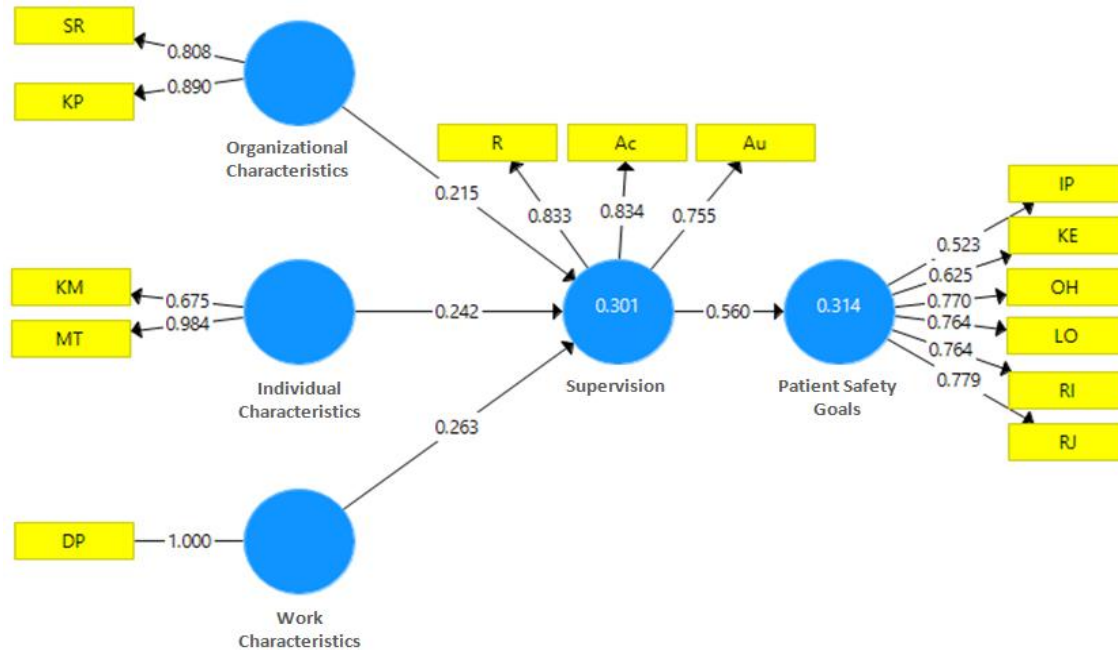 SR
0.808
KP
0.890
Organizational
Characteristics
0.215
R
Ac
Au
0.833
0.834
0.755
KM
0.675
MT
0.984
Individual
Characteristics
0.242
0.301
Supervision
0.560
0.314
Patient Safety
Goals
IP
0.523
KE
0.625
OH
0.770
LO
0.764
RI
0.764
RJ
0.779
0.263
DP
1.000
Work
Characteristics